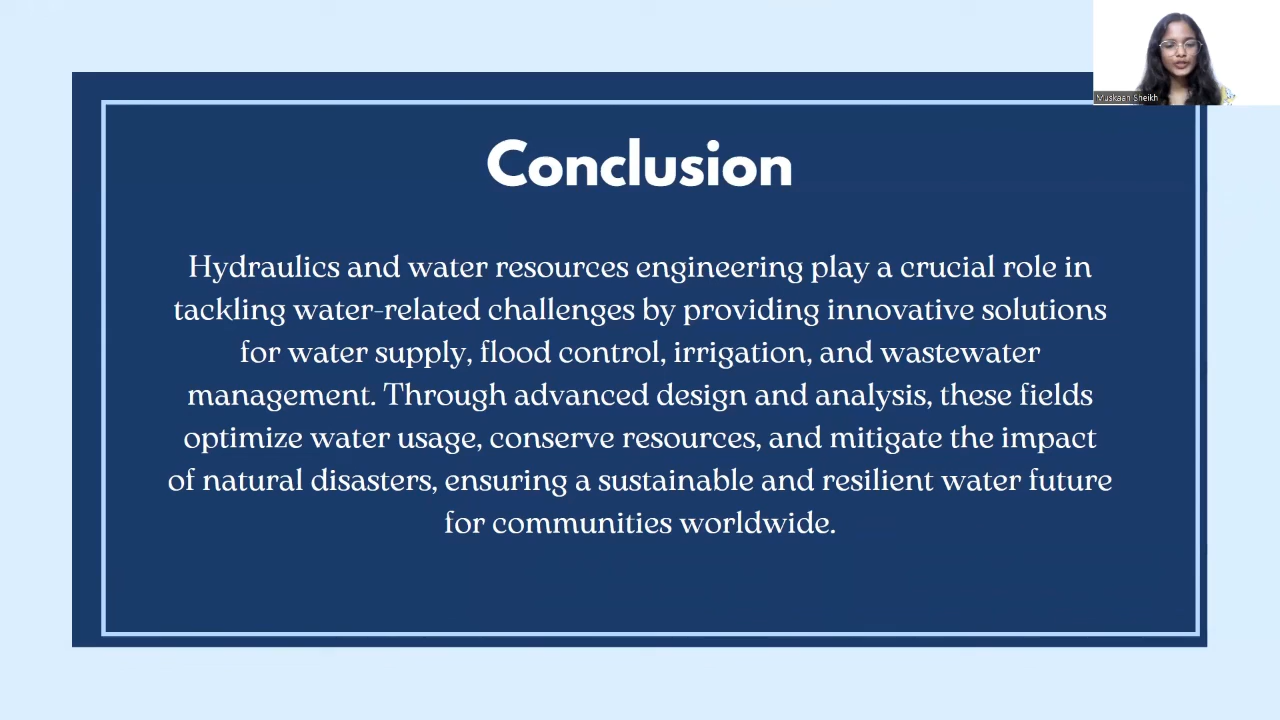 Muskaan Sheikh
Conclusion
Hydraulics and water resources engineering play a crucial role in
tackling water-related challenges by providing innovative solutions
for water supply, flood control, irrigation, and wastewater
management. Through advanced design and analysis, these fields
optimize water usage, conserve resources, and mitigate the impact
of natural disasters, ensuring a sustainable and resilient water future
for communities worldwide.